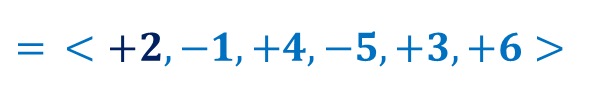 = < +2, −1, +4, −5, +3, +6 >